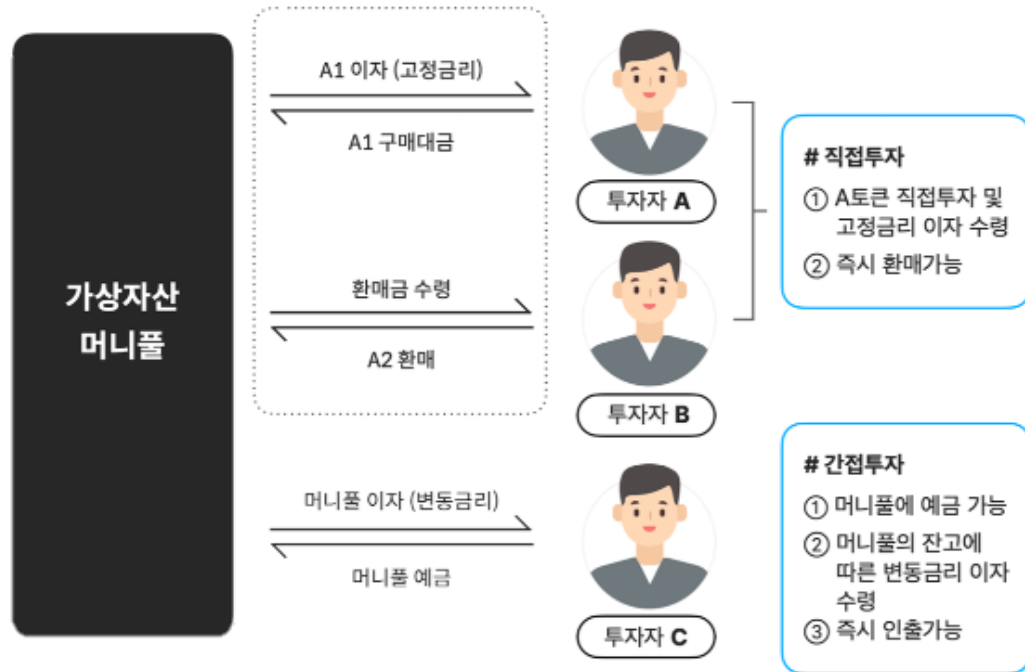 가상자산
머니풀
A1 이자 (고정금리)
A1 구매대금
투자자 A
환매금 수령
A2 환매
투자자 B
# 직접투자
① A토큰 직접투자 및
고정금리 이자 수령
② 즉시 환매가능
머니풀 이자 (변동금리)
머니풀 예금
투자자 C
# 간접투자
① 머니풀에 예금 가능
② 머니풀의 잔고에
따른 변동금리 이자
수령
③ 즉시 인출가능